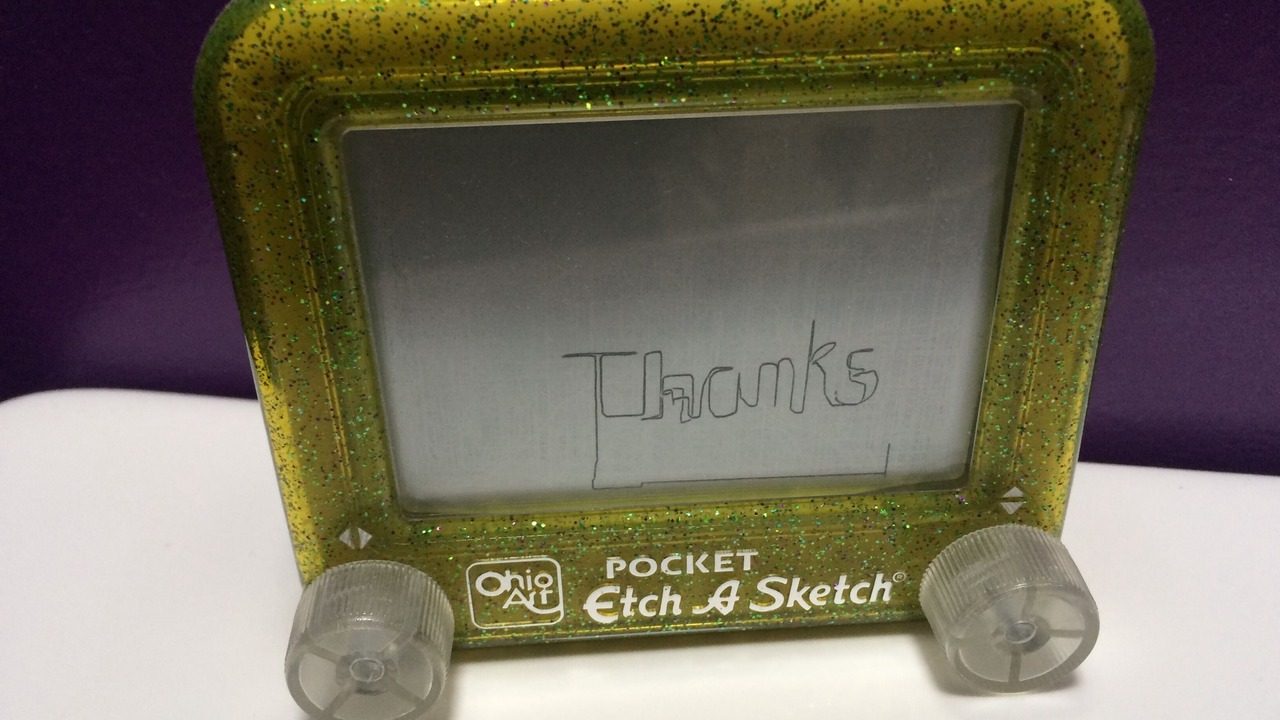 Thanks
Ohio Art
POCKET
Etch A Sketch®